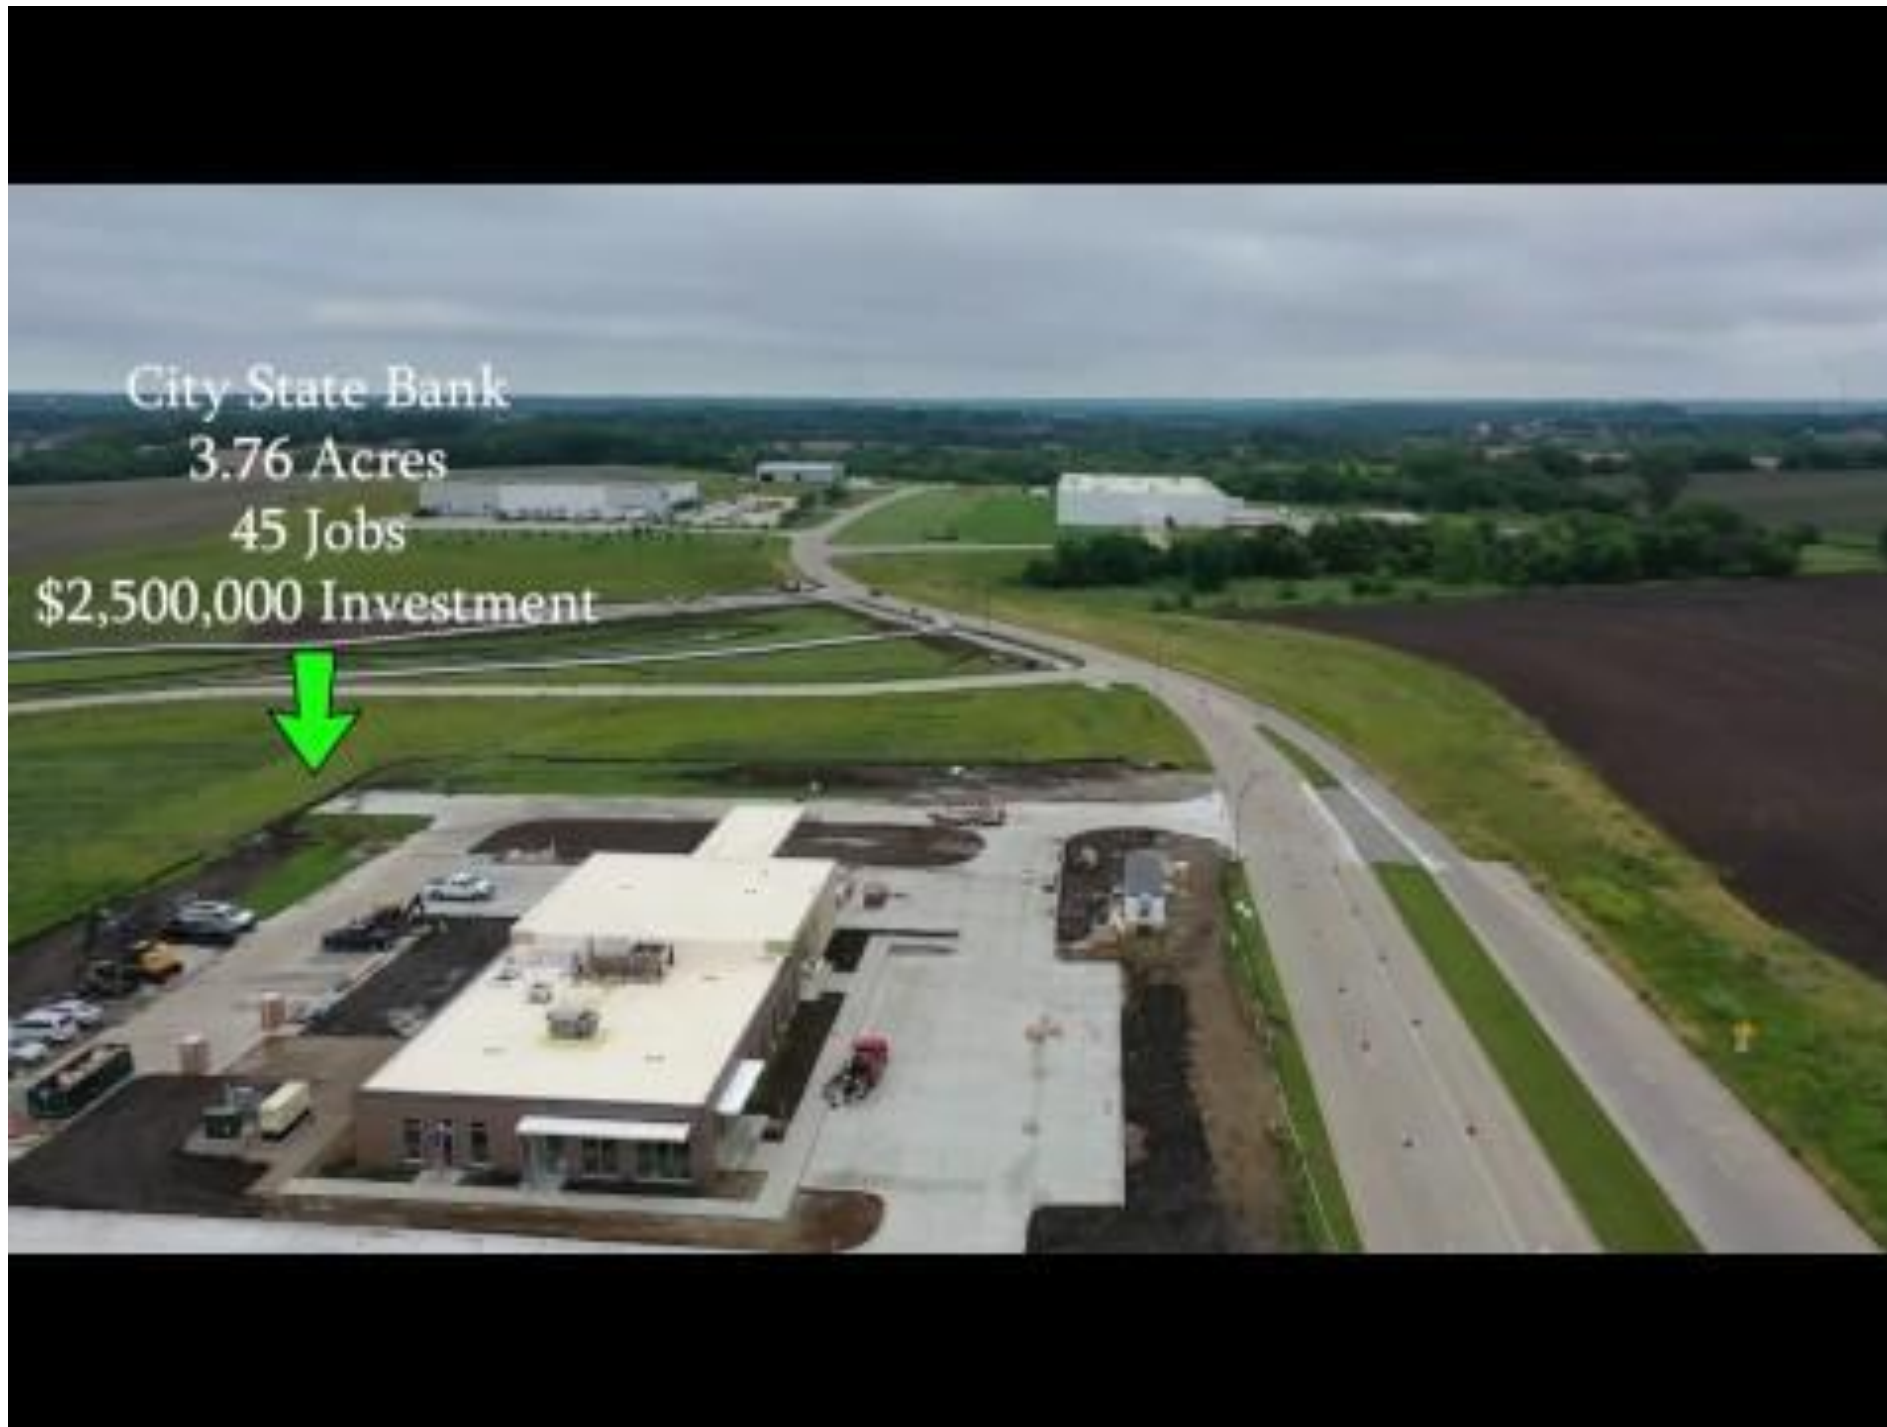 City State Bank
3.76 Acres
45 Jobs
$2,500,000 Investment